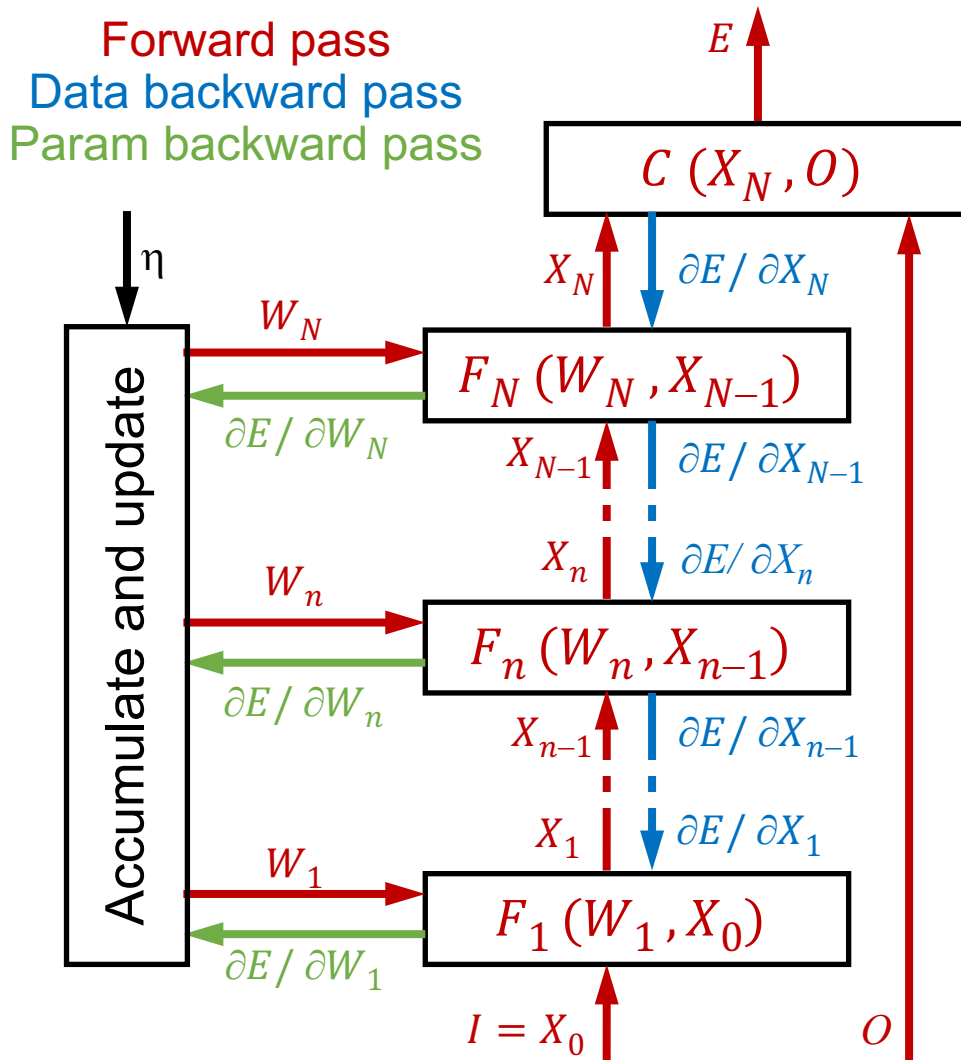 Forward pass
Data backward pass
Param backward pass
E
C (X_N, O)
η
X_N
∂E/ ∂X_N
W_N
F_N (W_N, X_{N−1})
∂E/ ∂W_N
X_{N−1}
∂E/ ∂X_{N−1}
Accumulate and update
X_n
∂E/ ∂X_n
W_n
F_n (W_n, X_{n−1})
∂E/ ∂W_n
X_{n−1}
∂E/ ∂X_{n−1}
X_1
∂E/ ∂X_1
W_1
F_1 (W_1, X_0)
∂E/ ∂W_1
I = X_0
O